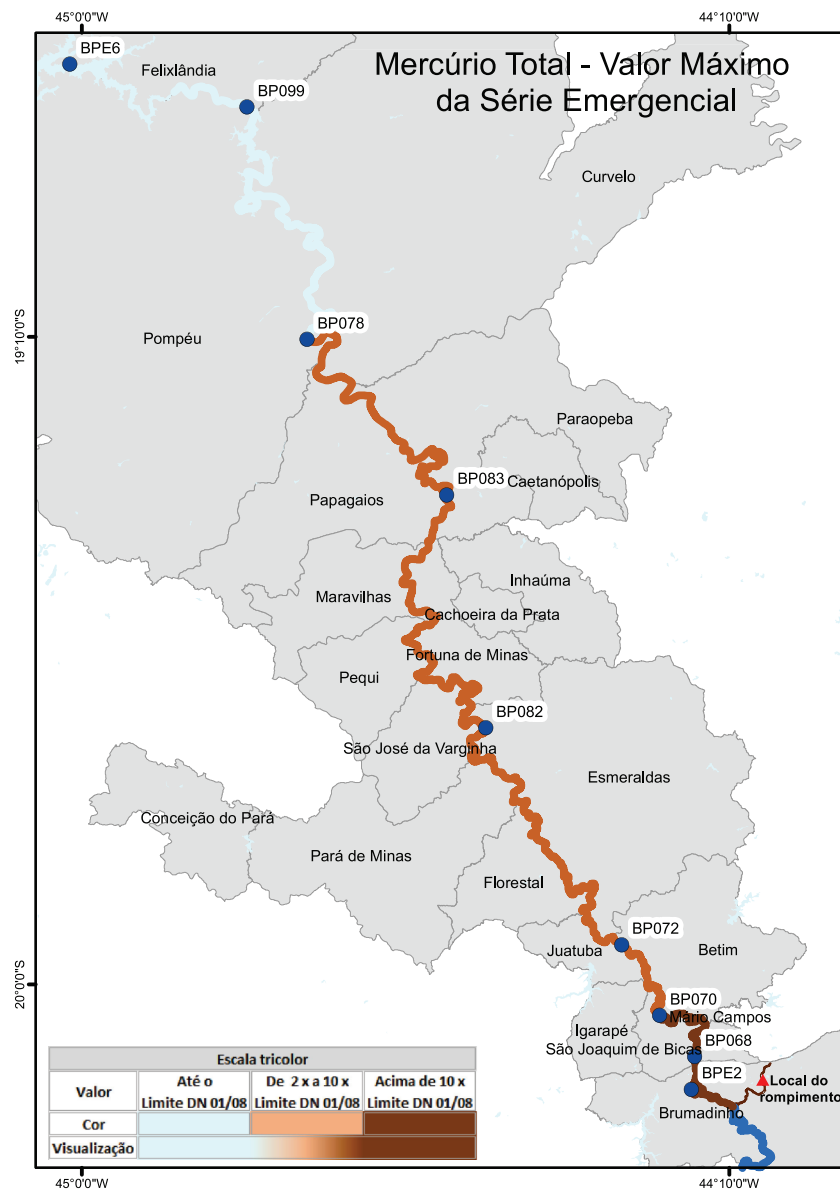 45°0'0"W
44°10'0"W
BPE6
Mercúrio Total - Valor Máximo
da Série Emergencial
Felixlândia
BP099
Curvelo
BP078
19°10'0"S
Pompéu
Paraopeba
BP083
Caetanópolis
Papagaios
Inhaúma
Maravilhas
Cachoeira da Prata
Fortuna de Minas
Pequi
BP082
São José da Varginha
Esmeraldas
Conceição do Pará
Pará de Minas
Florestal
BP072
Juatuba
Betim
20°0'0"S
BP070
Mário Campos
Igarapé
BP068
São Joaquim de Bicas
BPE2
Local do
rompimento
Brumadinho
Escala tricolor
Valor
Até o
Limite DN 01/08
De 2 x a 10 x
Limite DN 01/08
Acima de 10 x
Limite DN 01/08
Cor
Visualização
45°0'0"W
44°10'0"W